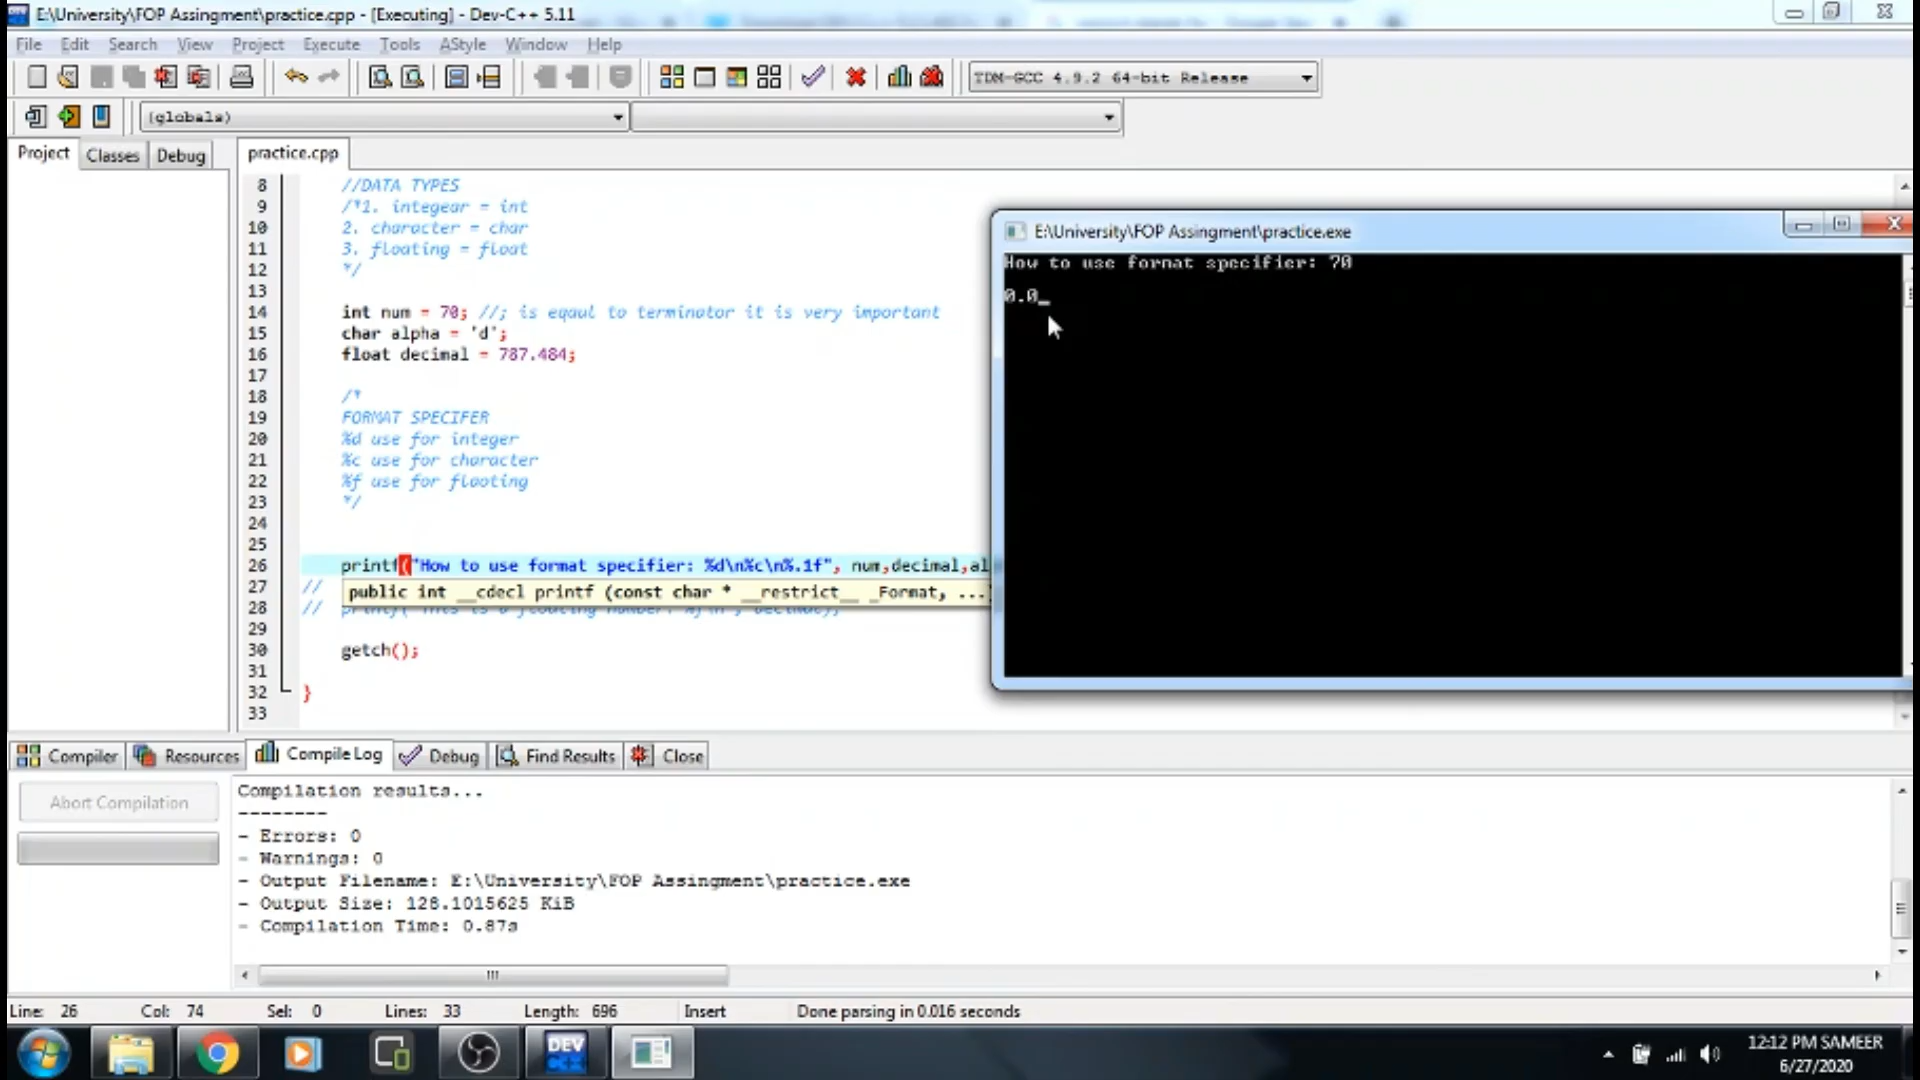 E:\University\FOP Assingment\practice.cpp - [Executing] - Dev-C++ 5.11
File Edit Search View Project Execute Tools AStyle Window Help
TDM-GCC 4.9.2 64-bit Release
(globals)
Project Classes Debug practice.cpp
8 //DATA TYPES
9 /*1. integear = int
10 2. character = char
11 3. floating = float
12 */
13
14 int num = 70; //; is eqaul to terminator it is very important
15 char alpha = 'd';
16 float decimal = 787.484;
17
18 /*
19 FORMAT SPECIFER
20 %d use for integer
21 %c use for character
22 %f use for floating
23 */
24
25
26 printf("How to use format specifier: %d\n%c\n%.1f", num,decimal,al
27 // public int __cdecl printf (const char * __restrict__ _Format, ...)
28 //
29
30 getch();
31
32 }
33
E:\University\FOP Assingment\practice.exe
How to use format specifier: 70
0.0_
Compiler Resources Compile Log Debug Find Results Close
Abort Compilation
Compilation results...
--------
- Errors: 0
- Warnings: 0
- Output Filename: E:\University\FOP Assingment\practice.exe
- Output Size: 128.1015625 KiB
- Compilation Time: 0.87s
Line: 26 Col: 74 Sel: 0 Lines: 33 Length: 696 Insert Done parsing in 0.016 seconds
DEV C++
12:12 PM SAMEER
6/27/2020